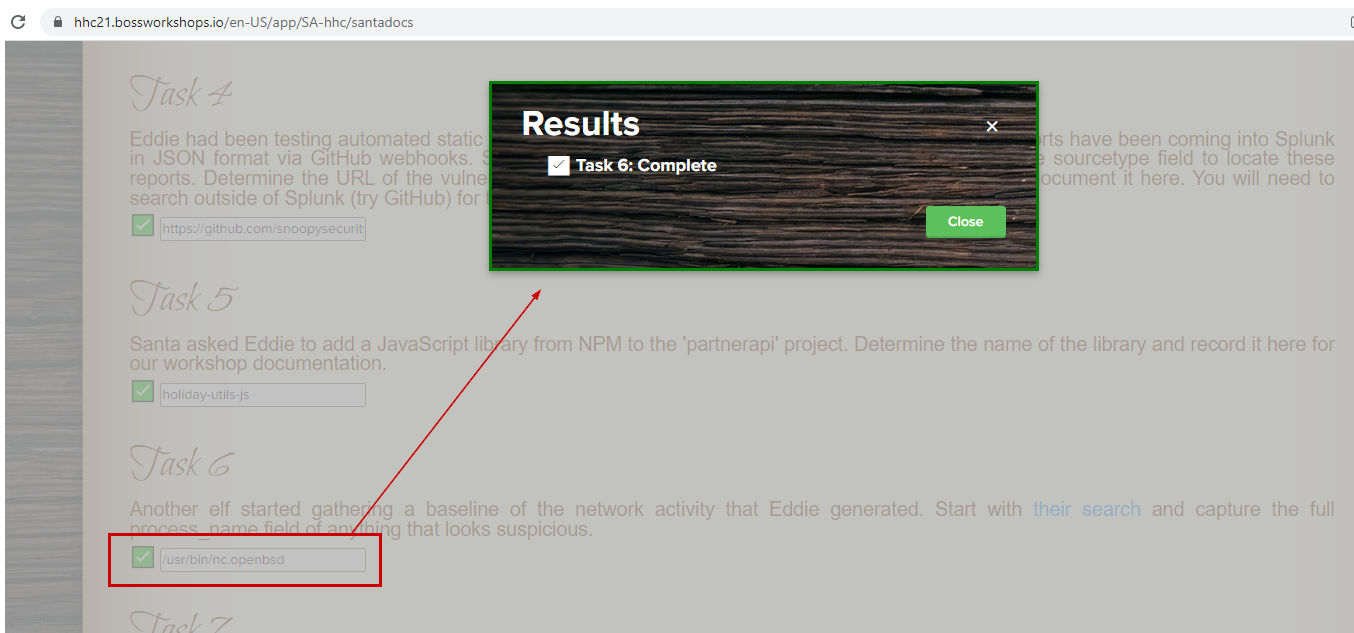 hhc21.bossworkshops.io/en-US/app/SA-hhc/santadocs
Task 4
Results
Task 6: Complete
Close
Eddie had been testing automated static
orts have been coming into Splunk
in JSON format via GitHub webhooks. S
e sourcetype field to locate these
reports. Determine the URL of the vulne
ocument it here. You will need to
search outside of Splunk (try GitHub) for t
https://github.com/snoopysecurit
Task 5
Santa asked Eddie to add a JavaScript library from NPM to the 'partnerapi' project. Determine the name of the library and record it here for
our workshop documentation.
holiday-utils-js
Task 6
Another elf started gathering a baseline of the network activity that Eddie generated. Start with their search and capture the full
process_name field of anything that looks suspicious.
/usr/bin/nc.openbsd
Task 7